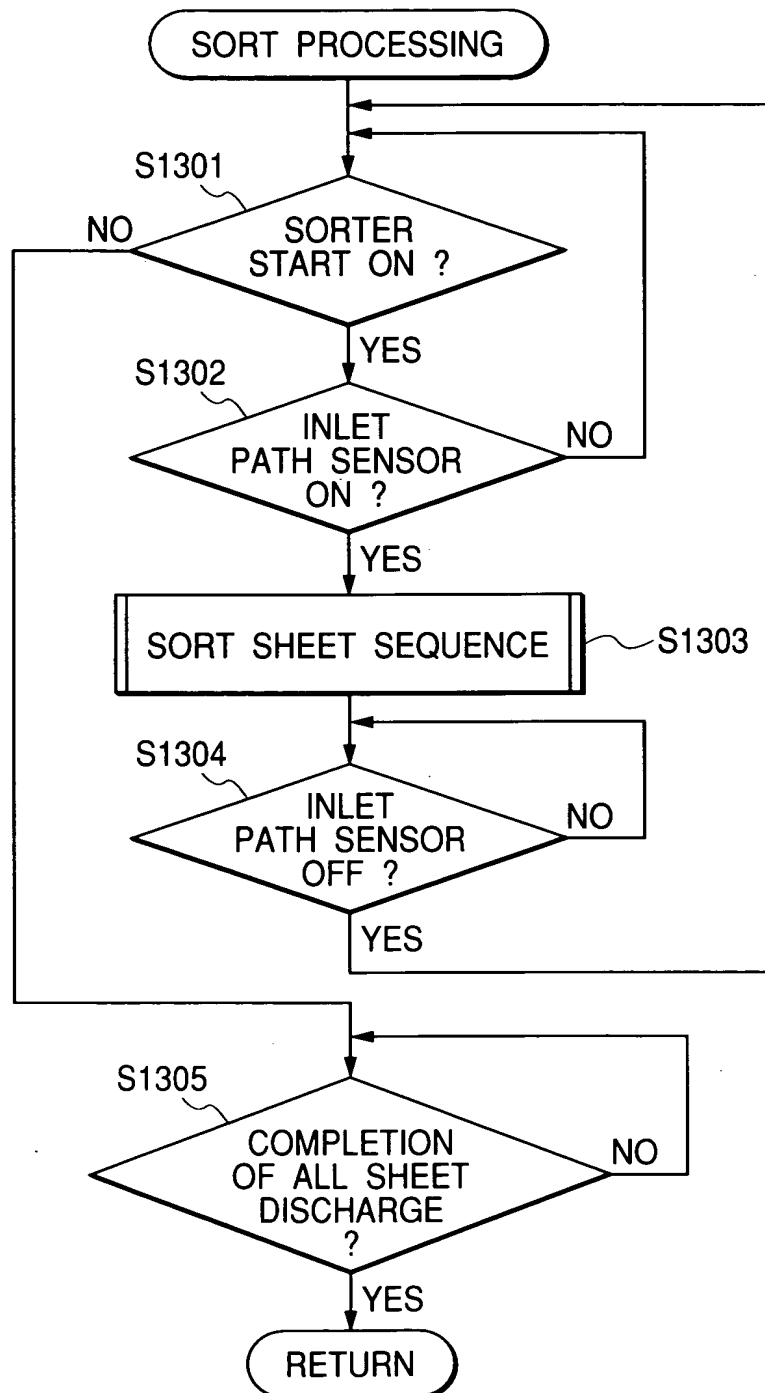 SORT PROCESSING
S1301
NO
SORTER
START ON ?
YES
S1302
INLET
PATH SENSOR
ON ?
NO
YES
SORT SHEET SEQUENCE
S1303
S1304
INLET
PATH SENSOR
OFF ?
NO
YES
S1305
COMPLETION
OF ALL SHEET
DISCHARGE
?
NO
YES
RETURN